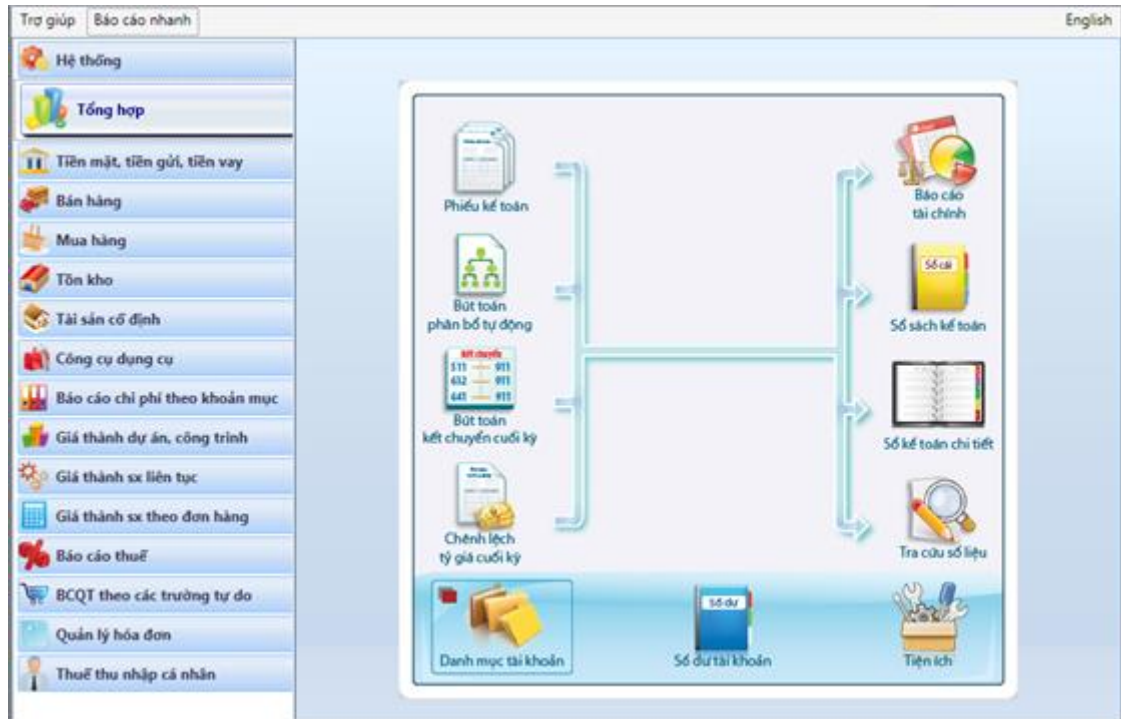 Trợ giúp Báo cáo nhanh English
Hệ thống
Tổng hợp
Tiền mặt, tiền gửi, tiền vay
Bán hàng
Mua hàng
Tồn kho
Tài sản cố định
Công cụ dụng cụ
Báo cáo chi phí theo khoản mục
Giá thành dự án, công trình
Giá thành sx liên tục
Giá thành sx theo đơn hàng
Báo cáo thuế
BCQT theo các trường tự do
Quản lý hóa đơn
Thuế thu nhập cá nhân
Phiếu kế toán
Bút toán
phân bổ tự động
Kết chuyển
511 911
632 911
641 911
Bút toán
kết chuyển cuối kỳ
Chênh lệch
tỷ giá cuối kỳ
Báo cáo
tài chính
Sổ cái
Sổ sách kế toán
Sổ kế toán chi tiết
Tra cứu số liệu
Danh mục tài khoản
Số dư
Số dư tài khoản
Tiện ích